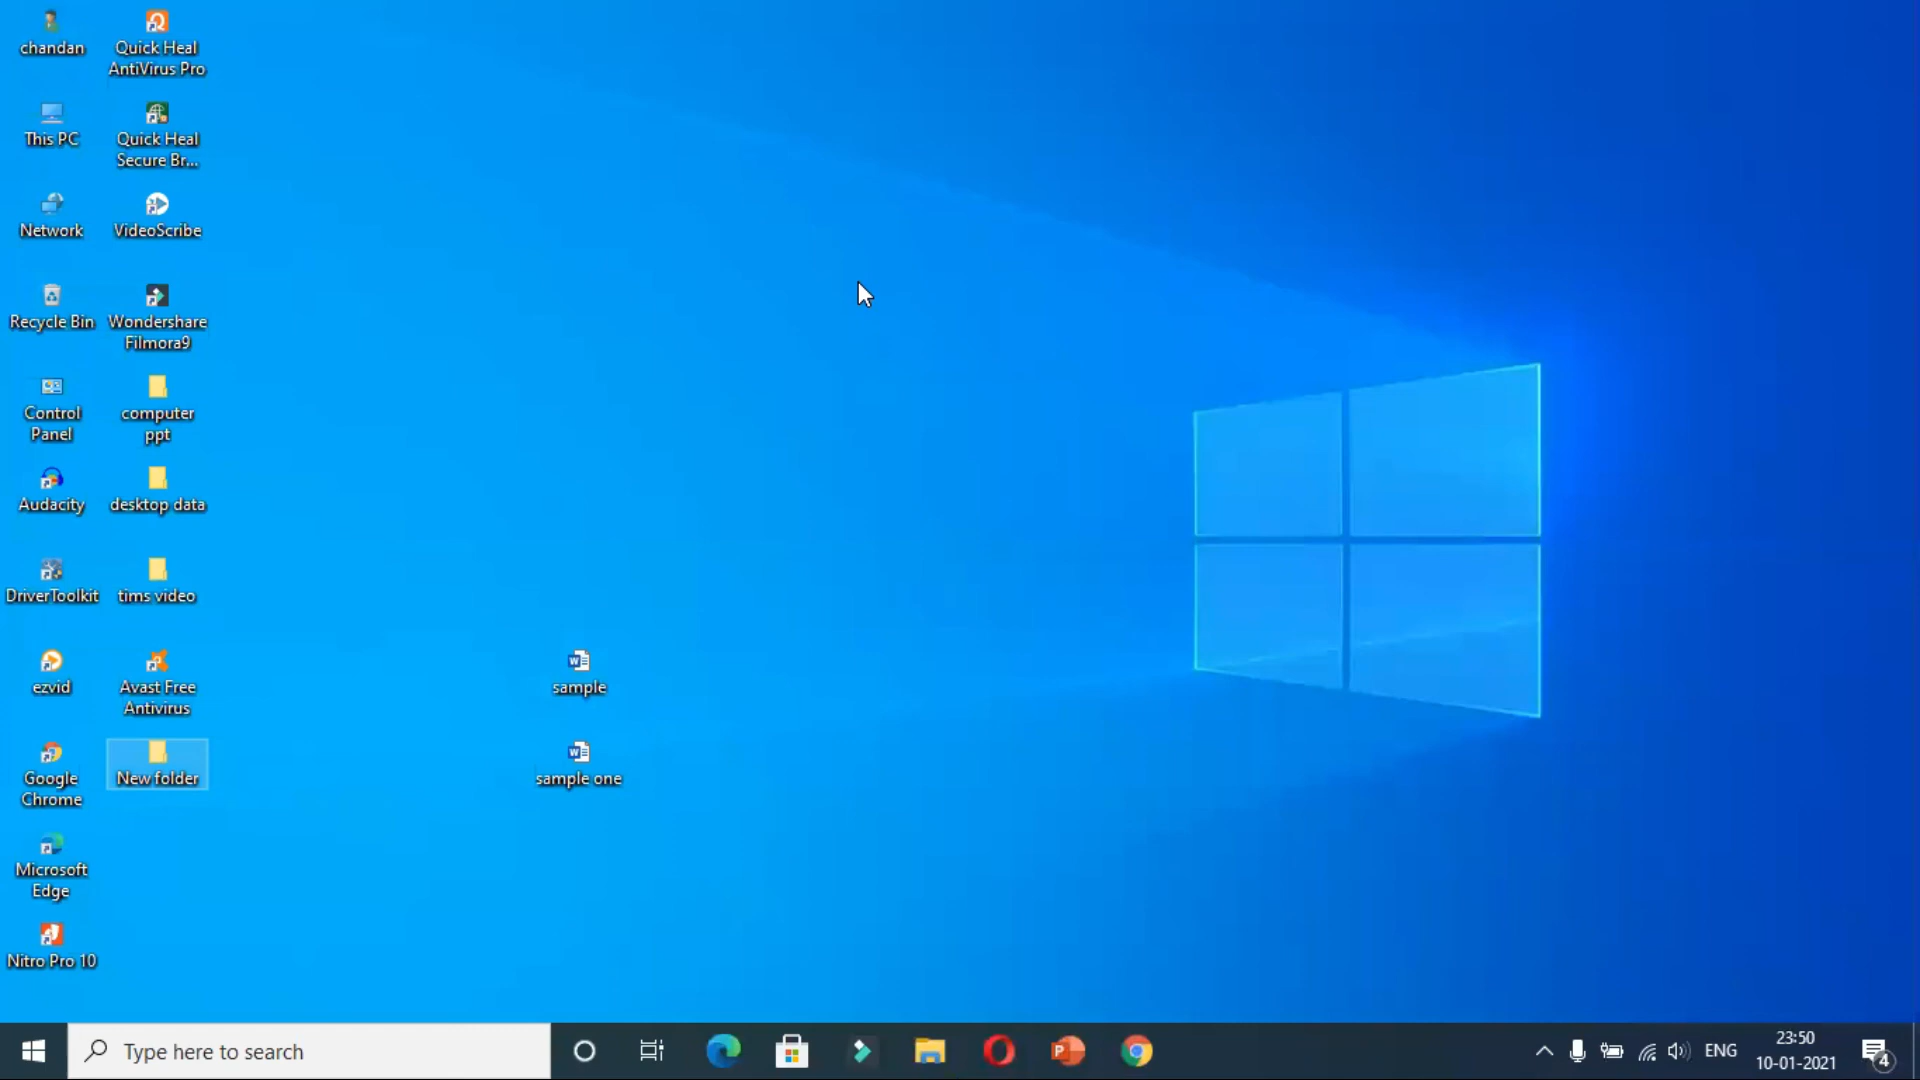 chandan
Quick Heal
AntiVirus Pro
This PC
Quick Heal
Secure Br...
Network
VideoScribe
Recycle Bin
Wondershare
Filmora9
Control
Panel
computer
ppt
Audacity
desktop data
DriverToolkit
tims video
ezvid
Avast Free
Antivirus
sample
Google
Chrome
New folder
sample one
Microsoft
Edge
Nitro Pro 10
Type here to search
ENG
23:50
10-01-2021
4